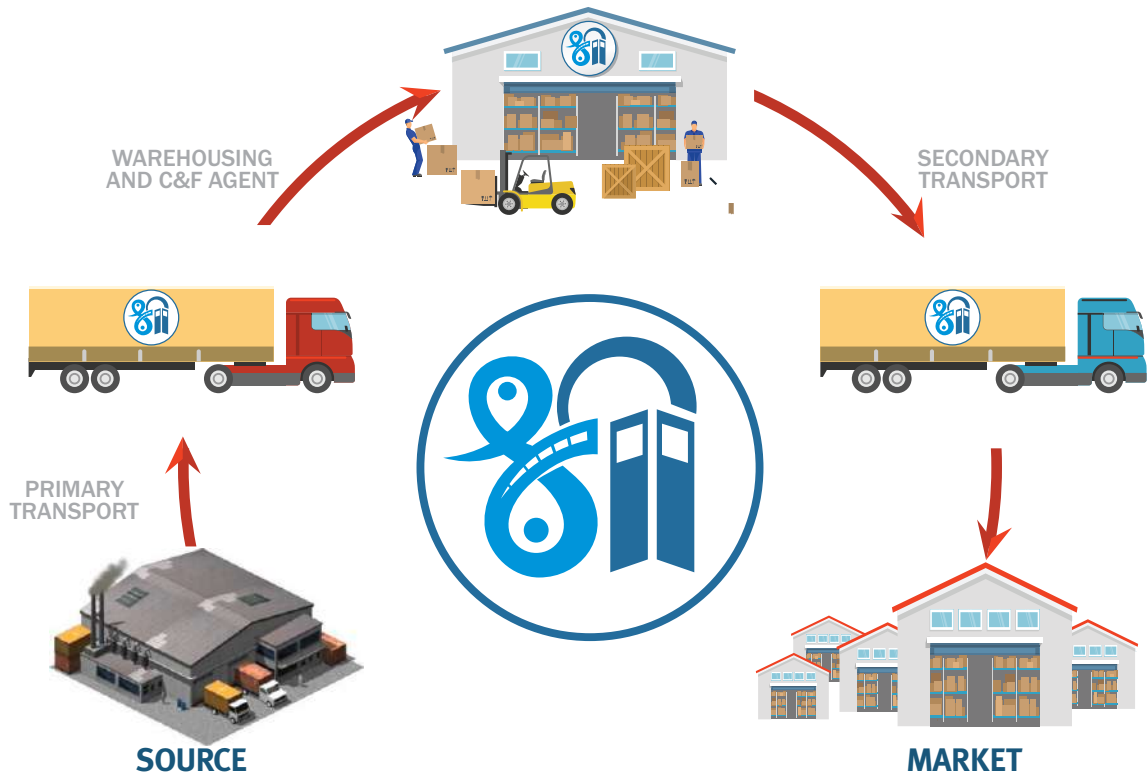 WAREHOUSING
AND C&F AGENT
SECONDARY
TRANSPORT
PRIMARY
TRANSPORT
SOURCE
MARKET